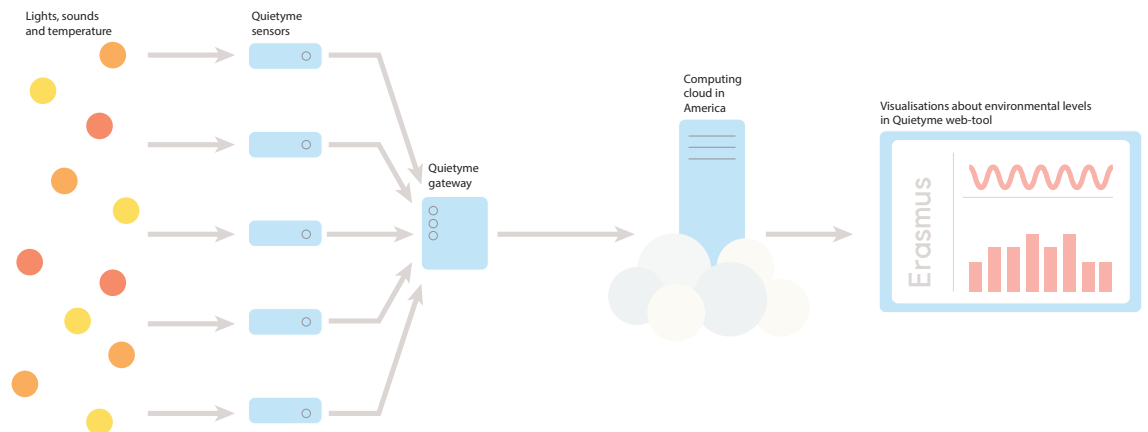 Lights, sounds
and temperature
Quietyme
sensors
Quietyme
gateway
Computing
cloud in
America
Visualisations about environmental levels
in Quietyme web-tool
Erasmus